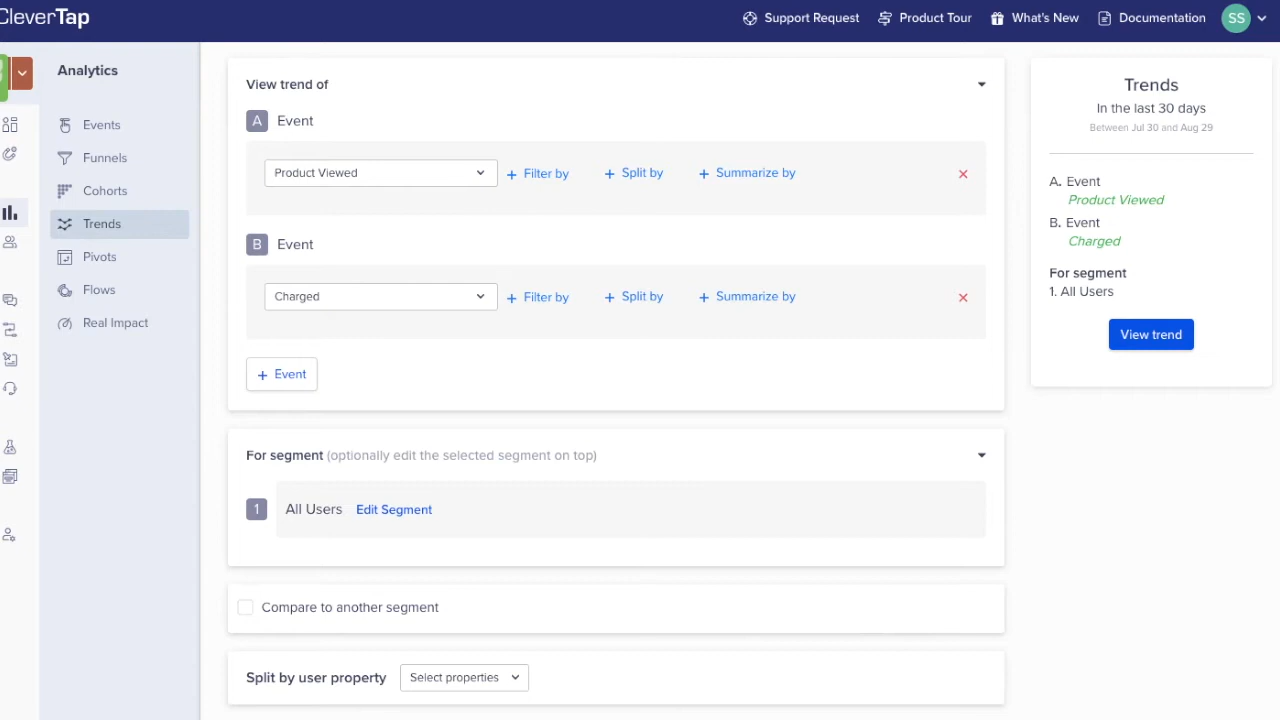 CleverTap
Support Request
Product Tour
What's New
Documentation
SS
Analytics
Events
Funnels
Cohorts
Trends
Pivots
Flows
Real Impact
View trend of
A Event
Product Viewed + Filter by + Split by + Summarize by
B Event
Charged + Filter by + Split by + Summarize by
+ Event
For segment (optionally edit the selected segment on top)
1 All Users Edit Segment
Compare to another segment
Split by user property Select properties
Trends
In the last 30 days
Between Jul 30 and Aug 29
A. Event
Product Viewed
B. Event
Charged
For segment
1. All Users
View trend